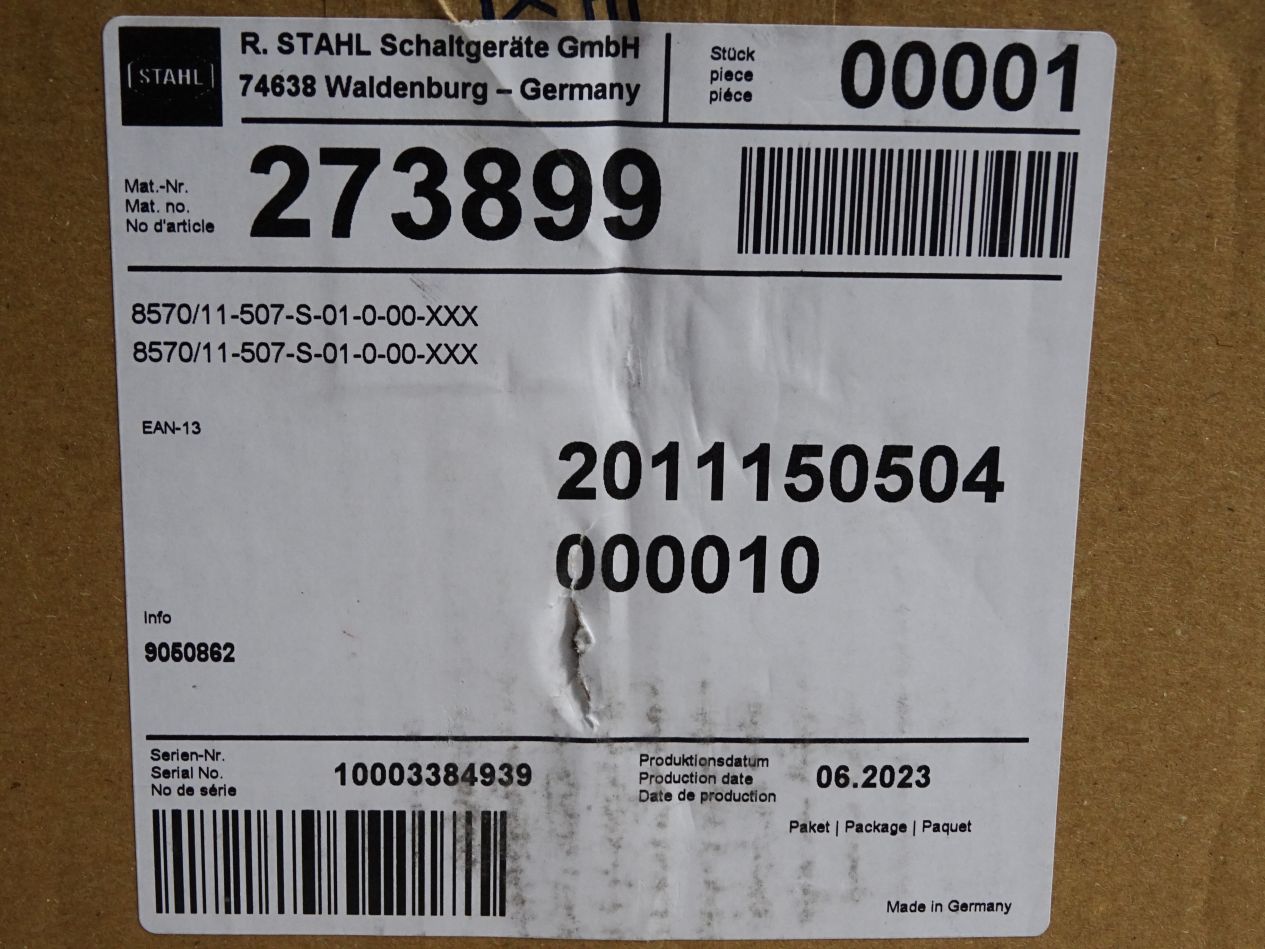 STAHL
R. STAHL Schaltgeräte GmbH
74638 Waldenburg – Germany
Stück
piece
piéce
00001
Mat.-Nr.
Mat. no.
No d'article
273899
8570/11-507-S-01-0-00-XXX
8570/11-507-S-01-0-00-XXX
EAN-13
2011150504
000010
Info
9050862
Serien-Nr.
Serial No.
No de série
10003384939
Produktionsdatum
Production date
Date de production
06.2023
Paket | Package | Paquet
Made in Germany